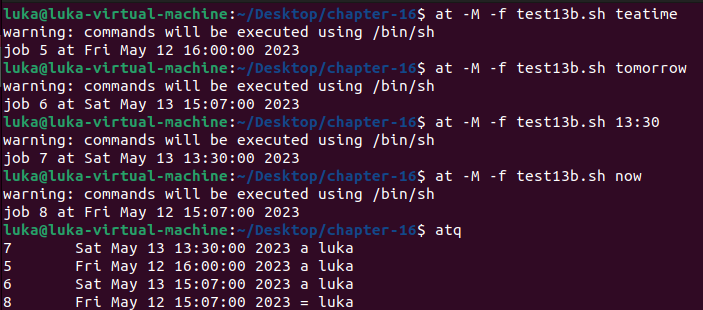 luka@luka-virtual-machine:~/Desktop/chapter-16$ at -M -f test13b.sh teatime
warning: commands will be executed using /bin/sh
job 5 at Fri May 12 16:00:00 2023
luka@luka-virtual-machine:~/Desktop/chapter-16$ at -M -f test13b.sh tomorrow
warning: commands will be executed using /bin/sh
job 6 at Sat May 13 15:07:00 2023
luka@luka-virtual-machine:~/Desktop/chapter-16$ at -M -f test13b.sh 13:30
warning: commands will be executed using /bin/sh
job 7 at Sat May 13 13:30:00 2023
luka@luka-virtual-machine:~/Desktop/chapter-16$ at -M -f test13b.sh now
warning: commands will be executed using /bin/sh
job 8 at Fri May 12 15:07:00 2023
luka@luka-virtual-machine:~/Desktop/chapter-16$ atq
7       Sat May 13 13:30:00 2023 a luka
5       Fri May 12 16:00:00 2023 a luka
6       Sat May 13 15:07:00 2023 a luka
8       Fri May 12 15:07:00 2023 = luka